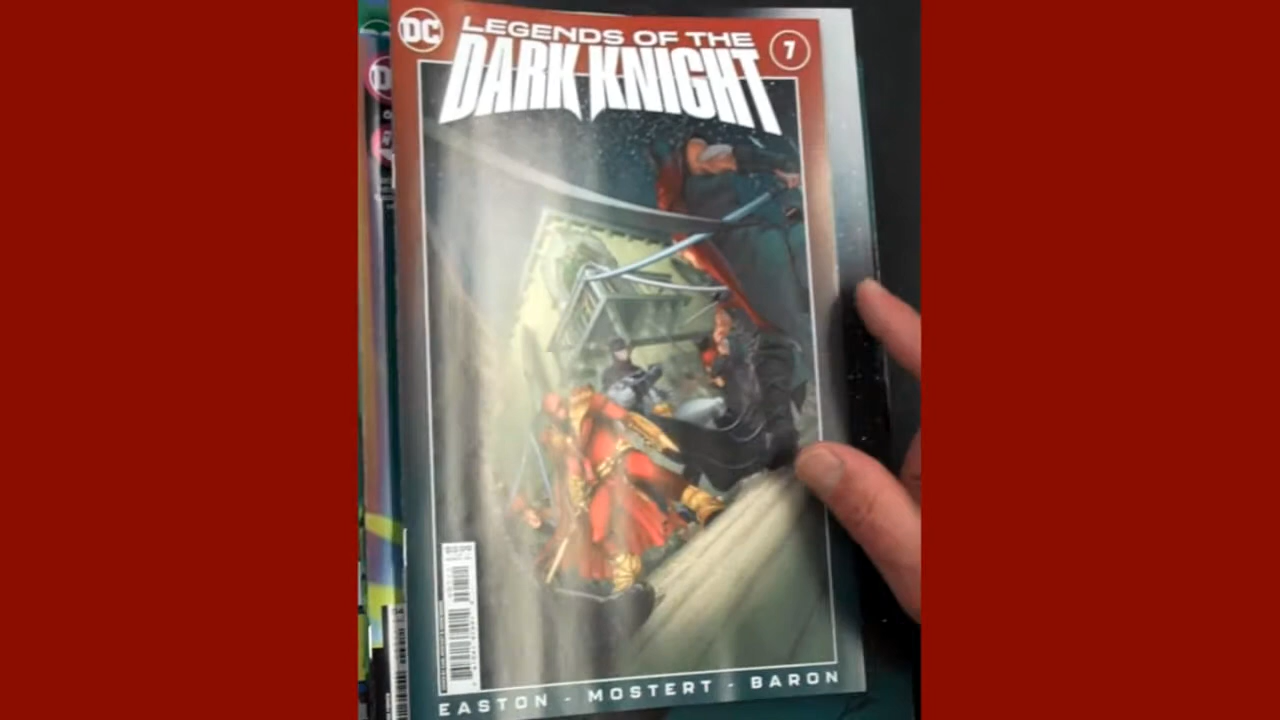 DC
LEGENDS OF THE
DARK KNIGHT
7
EASTON - MOSTERT - BARON